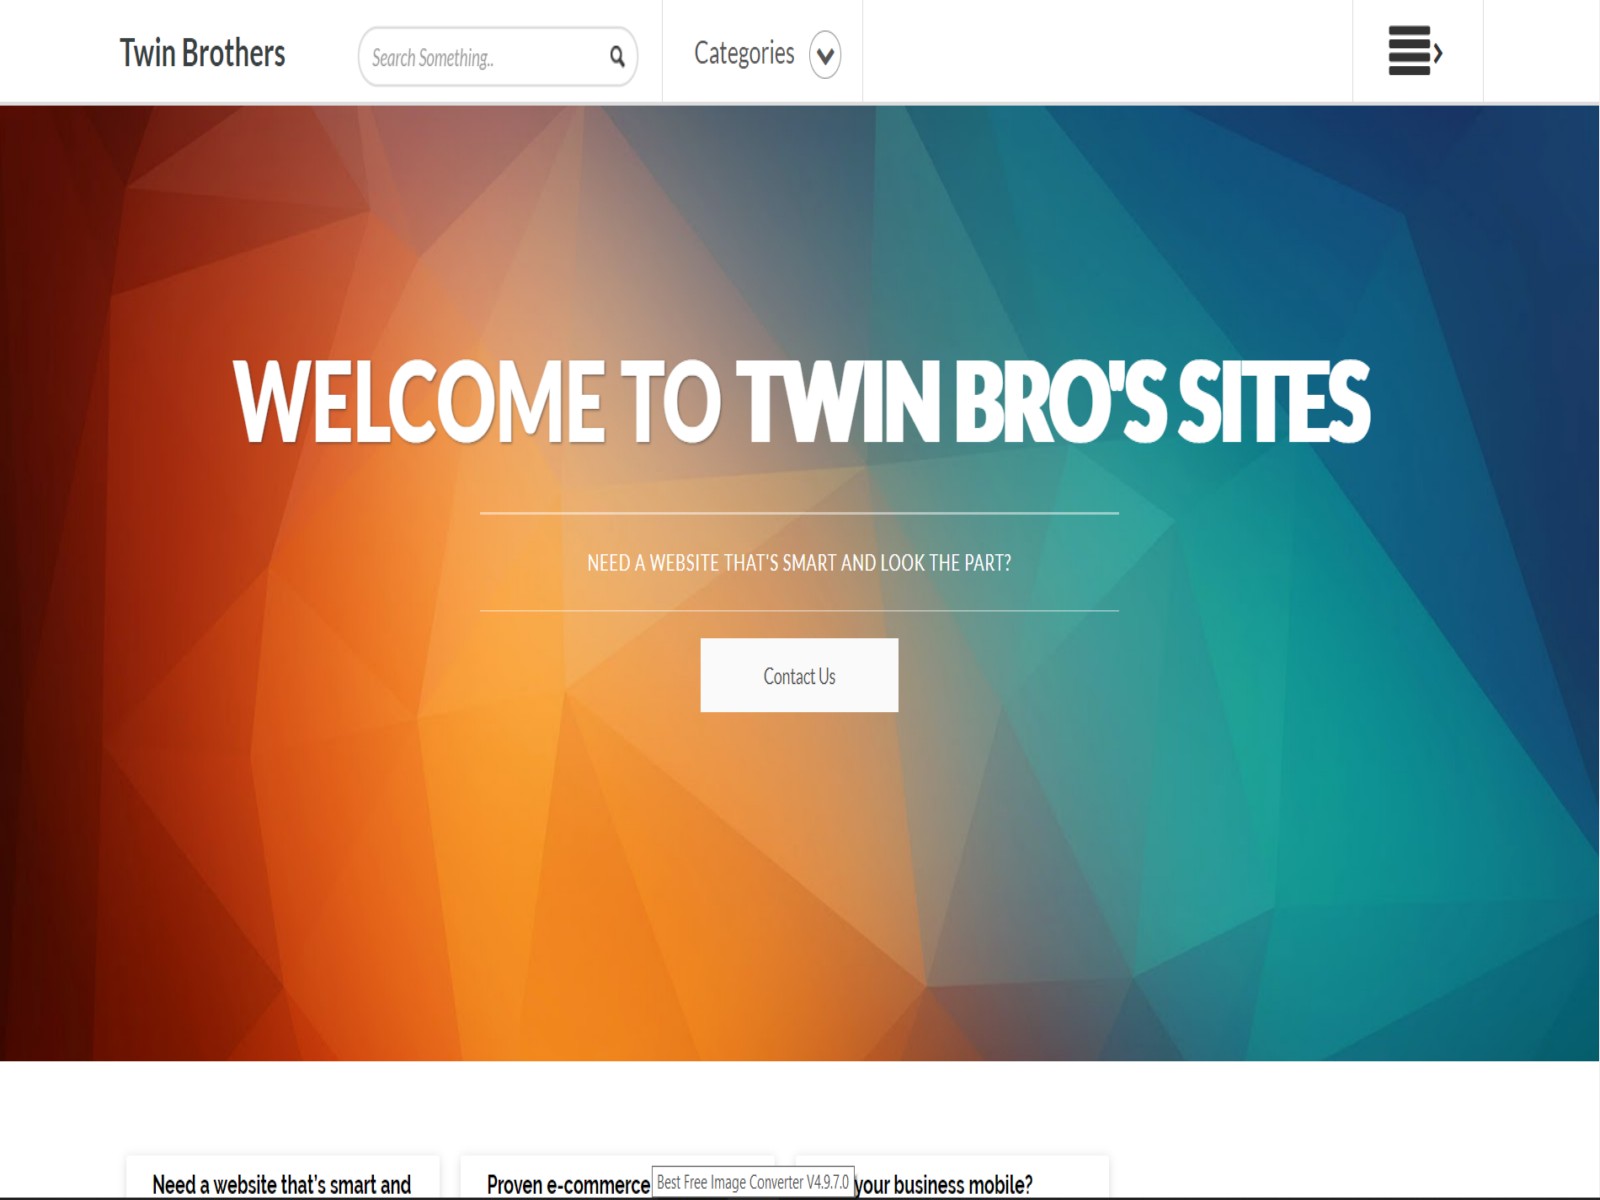 Twin Brothers
Search Something..
Categories
WELCOME TO TWIN BRO'S SITES
NEED A WEBSITE THAT'S SMART AND LOOK THE PART?
Contact Us
Need a website that's smart and
Proven e-commerce
Best Free Image Converter V4.9.7.0
your business mobile?